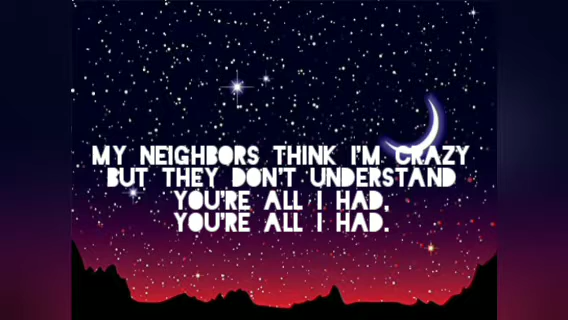 MY NEIGHBORS THINK I'M CRAZY
BUT THEY DON'T UNDERSTAND
YOU'RE ALL I HAD.
YOU'RE ALL I HAD.